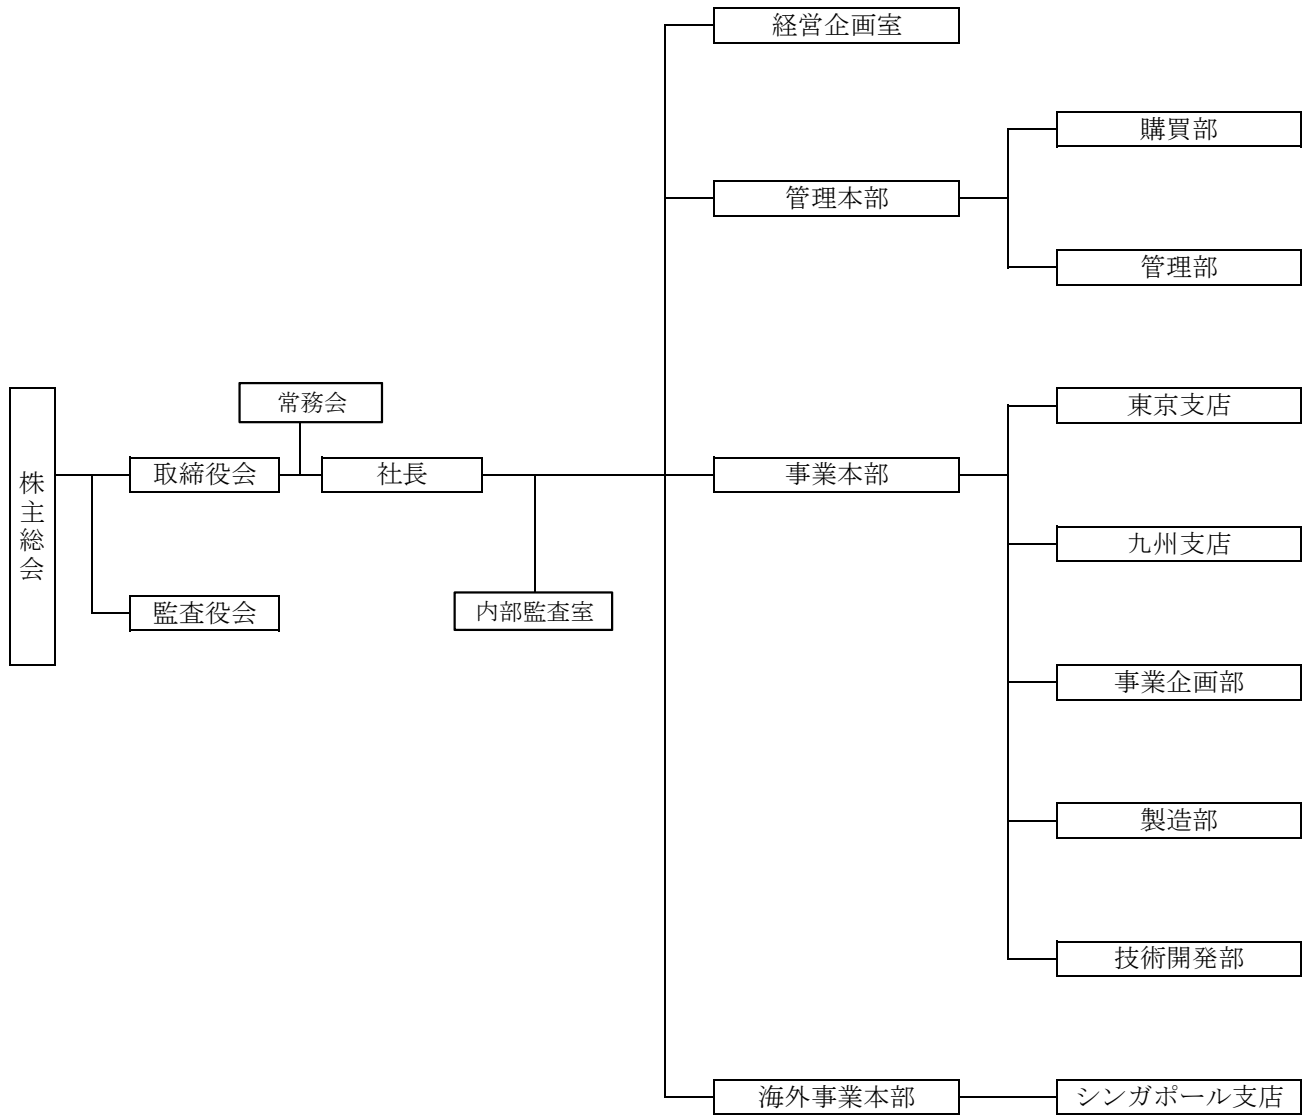 経営企画室
購買部
管理本部
管理部
常務会
東京支店
株主総会
取締役会
社長
事業本部
九州支店
監査役会
内部監査室
事業企画部
製造部
技術開発部
海外事業本部
シンガポール支店